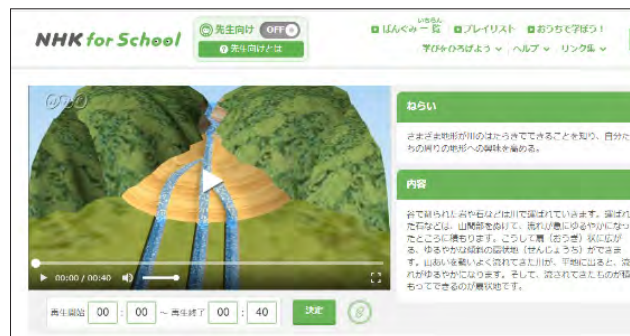 NHK for School
先生向け OFF
先生向けとは
いちらん
ばんぐみ一覧 プレイリスト おうちで学ぼう!
学びをひろげよう ヘルプ リンク集
NHK
00:00 / 00:40
再生開始 00 : 00 ~ 再生終了 00 : 40 決定
ねらい
さまざま地形が川のはたらきでできることを知り、自分た
ちの周りの地形への興味を高める。
内容
谷で削られた岩や石などは川で運ばれていきます。運ばれ
た石などは、山間部をぬけて、流れが急にゆるやかになっ
たところに積もります。こうして扇(おうぎ)状に広が
る、ゆるやかな傾斜の扇状地(せんじょうち)ができま
す。山あいを勢いよく流れてきた川が、平地に出ると、流
れがゆるやかになります。そして、流されてきたものが積
もってできるのが扇状地です。